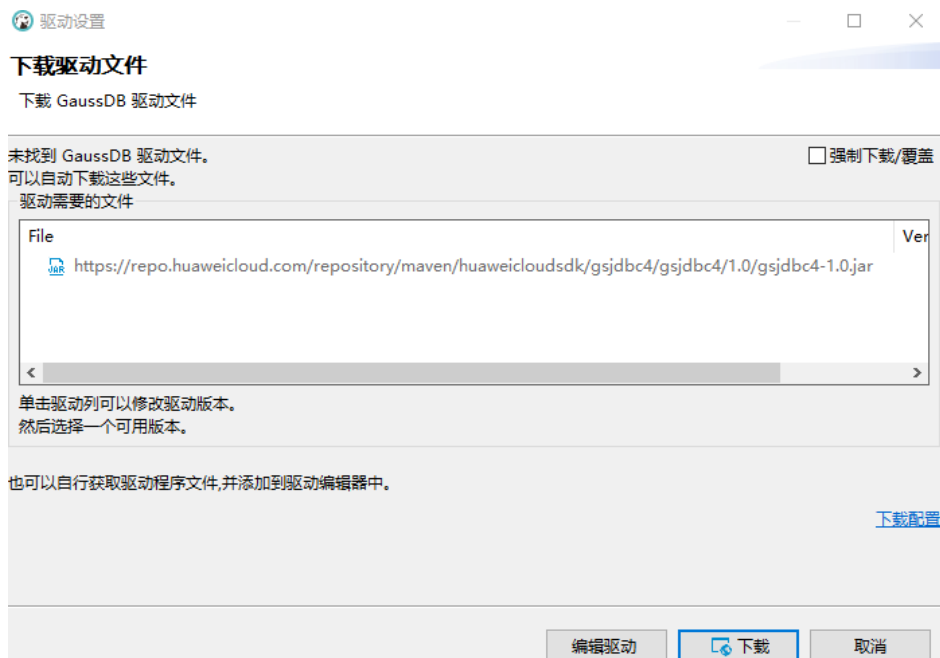 驱动设置
下载驱动文件
下载 GaussDB 驱动文件
未找到 GaussDB 驱动文件。
强制下载/覆盖
可以自动下载这些文件。
驱动需要的文件
File
Ver
JAR
https://repo.huaweicloud.com/repository/maven/huaweicloudsdk/gsjdbc4/gsjdbc4/1.0/gsjdbc4-1.0.jar
单击驱动列可以修改驱动版本。
然后选择一个可用版本。
也可以自行获取驱动程序文件,并添加到驱动编辑器中。
下载配置
编辑驱动
下载
取消